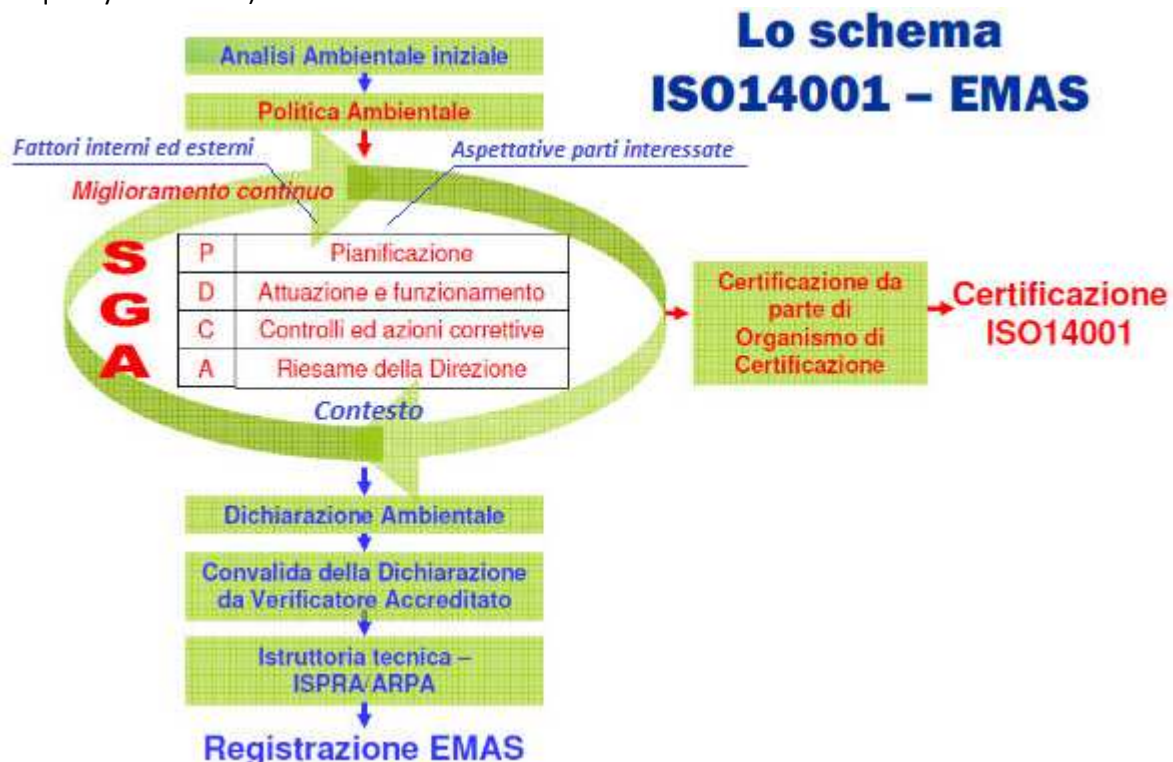 Lo schema
ISO14001 – EMAS
Analisi Ambientale iniziale
Politica Ambientale
Fattori interni ed esterni
Aspettative parti interessate
Miglioramento continuo
S
G
A
P Pianificazione
D Attuazione e funzionamento
C Controlli ed azioni correttive
A Riesame della Direzione
Contesto
Certificazione da
parte di
Organismo di
Certificazione
Certificazione
ISO14001
Dichiarazione Ambientale
Convalida della Dichiarazione
da Verificatore Accreditato
Istruttoria tecnica –
ISPRA/ARPA
Registrazione EMAS